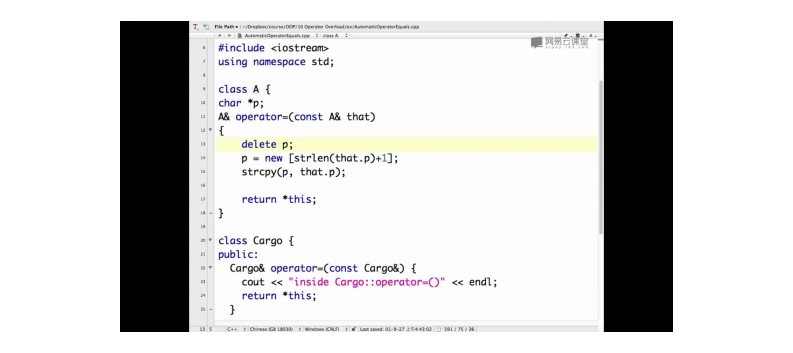 File Path ▾ : ~/Dropbox/course/OOP/10 Operator Overload/ex/AutomaticOperatorEquals.cpp
AutomaticOperatorEquals.cpp class A
网易云课堂
6 #include <iostream>
7 using namespace std;
8
9 class A {
10 char *p;
11 A& operator=(const A& that)
12 {
13 delete p;
14 p = new [strlen(that.p)+1];
15 strcpy(p, that.p);
16
17 return *this;
18 }
19
20 class Cargo {
21 public:
22 Cargo& operator=(const Cargo&) {
23 cout << "inside Cargo::operator=()" << endl;
24 return *this;
25 }
13 5 C++ Chinese (GB 18030) Windows (CRLF) Last saved: 01-9-27 上午4:43:02 591 / 75 / 36